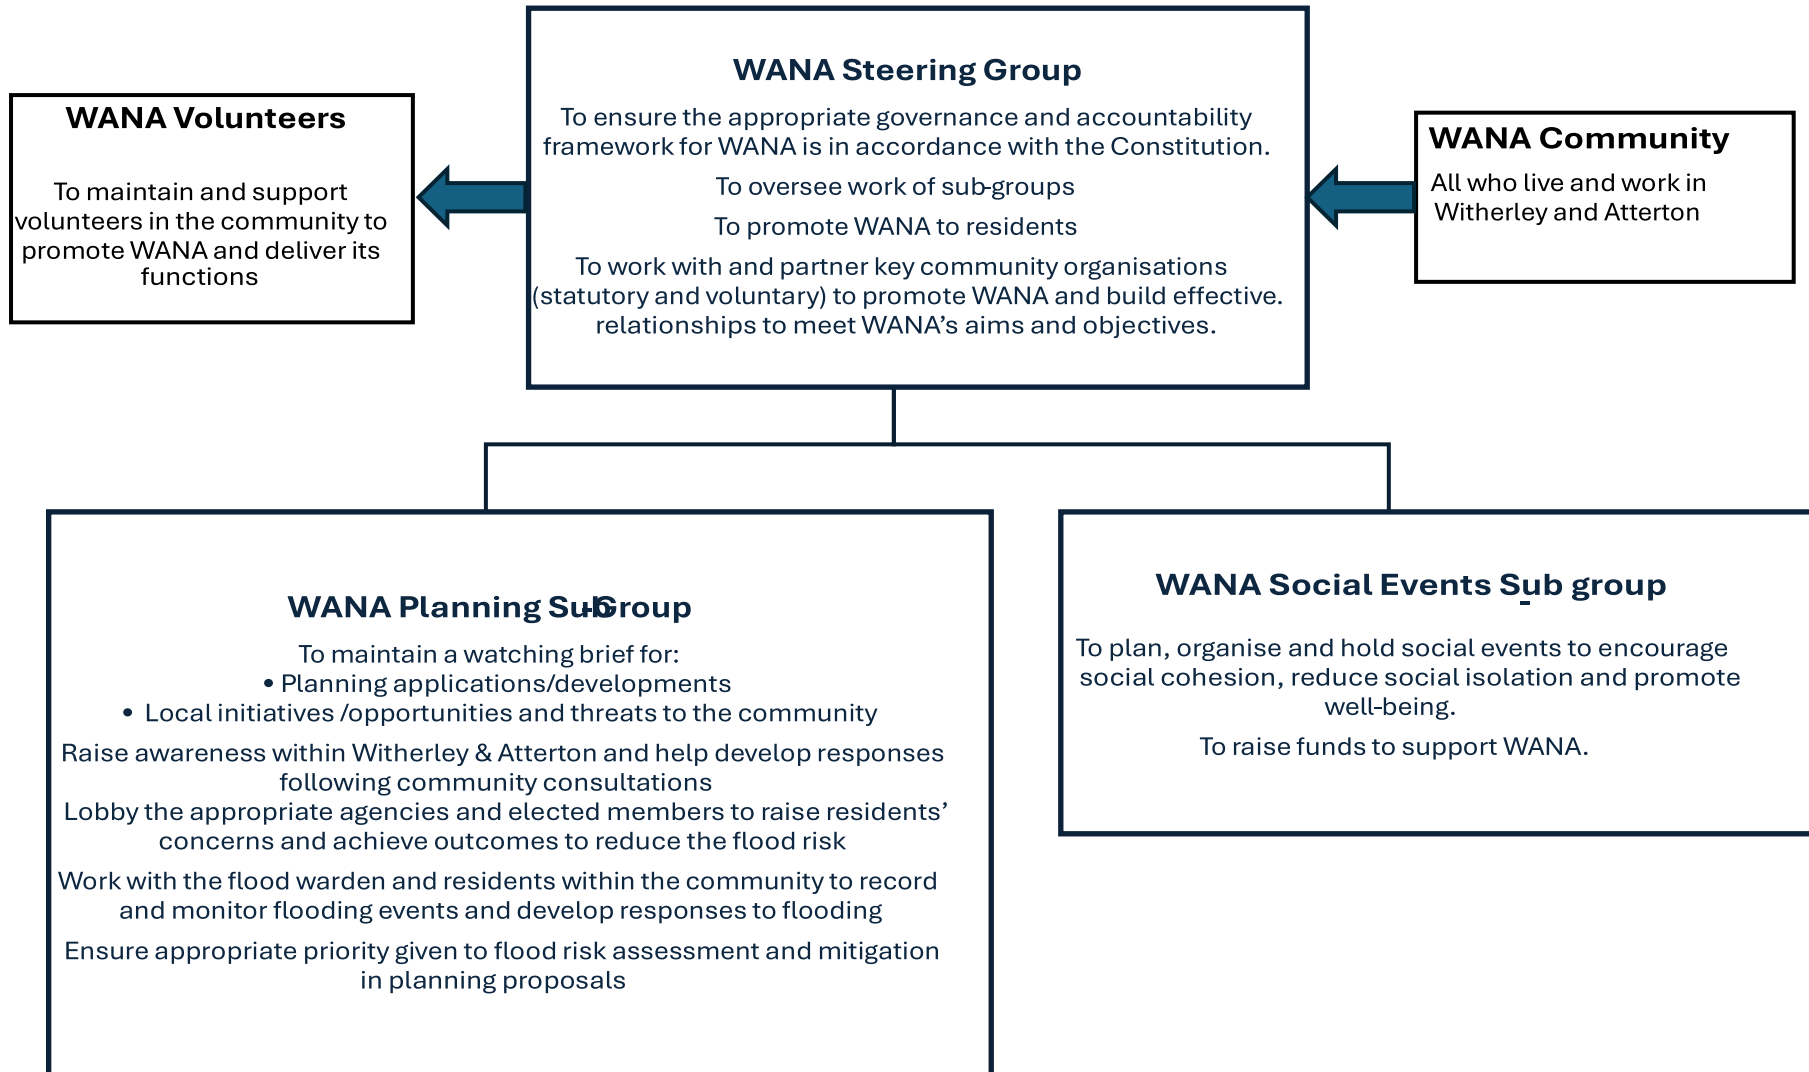 WANA Steering Group
To ensure the appropriate governance and accountability
framework for WANA is in accordance with the Constitution.
To oversee work of sub-groups
To promote WANA to residents
To work with and partner key community organisations
(statutory and voluntary) to promote WANA and build effective.
relationships to meet WANA’s aims and objectives.
WANA Volunteers
To maintain and support
volunteers in the community to
promote WANA and deliver its
functions
WANA Community
All who live and work in
Witherley and Atterton
WANA Planning Sub-Group
To maintain a watching brief for:
• Planning applications/developments
• Local initiatives /opportunities and threats to the community
Raise awareness within Witherley & Atterton and help develop responses
following community consultations
Lobby the appropriate agencies and elected members to raise residents’
concerns and achieve outcomes to reduce the flood risk
Work with the flood warden and residents within the community to record
and monitor flooding events and develop responses to flooding
Ensure appropriate priority given to flood risk assessment and mitigation
in planning proposals
WANA Social Events Sub group
To plan, organise and hold social events to encourage
social cohesion, reduce social isolation and promote
well-being.
To raise funds to support WANA.